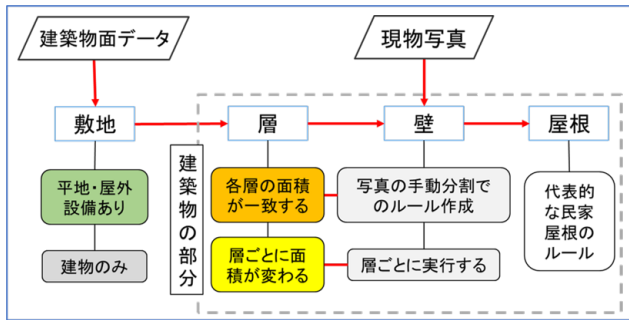 建築物面データ
現物写真
敷地
層
壁
屋根
建築物の部分
平地・屋外
設備あり
各層の面積
が一致する
写真の手動分割で
のルール作成
代表的
な民家
屋根の
ルール
建物のみ
層ごとに面
積が変わる
層ごとに実行する